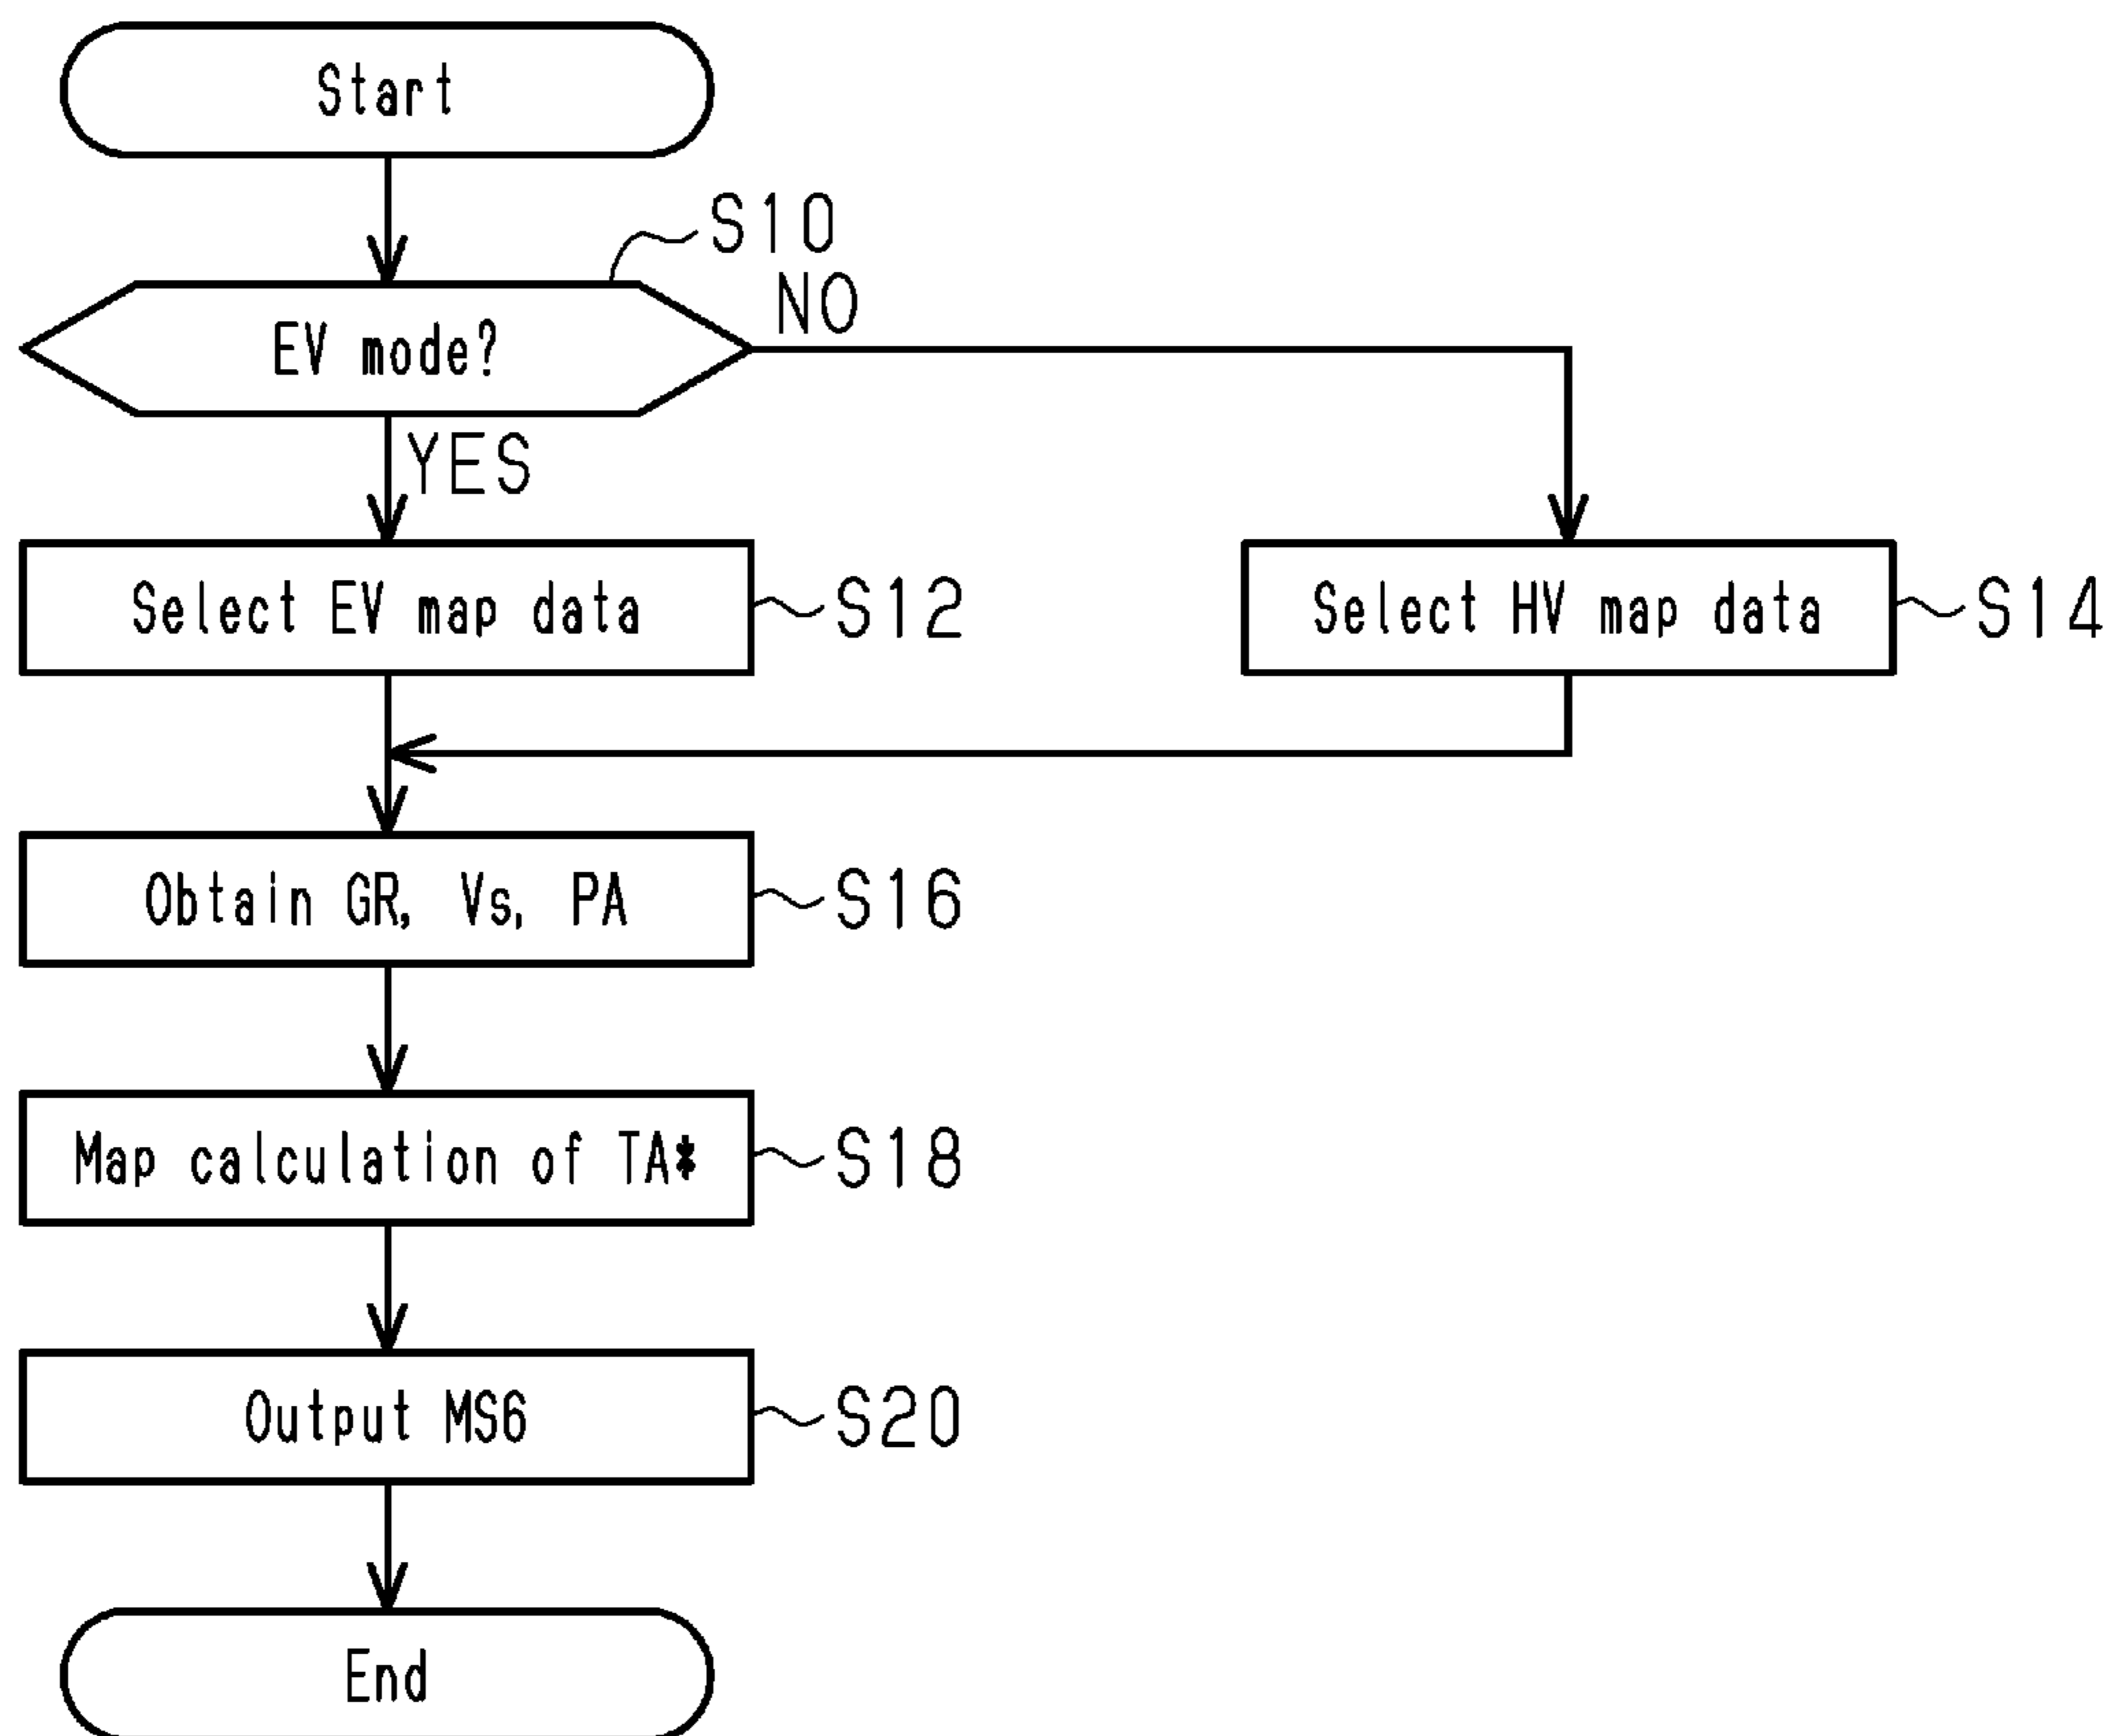 Start
S10
NO
EV mode?
YES
Select EV map data
S12
Select HV map data
S14
Obtain GR, Vs, PA
S16
Map calculation of TA*
S18
Output MS6
S20
End